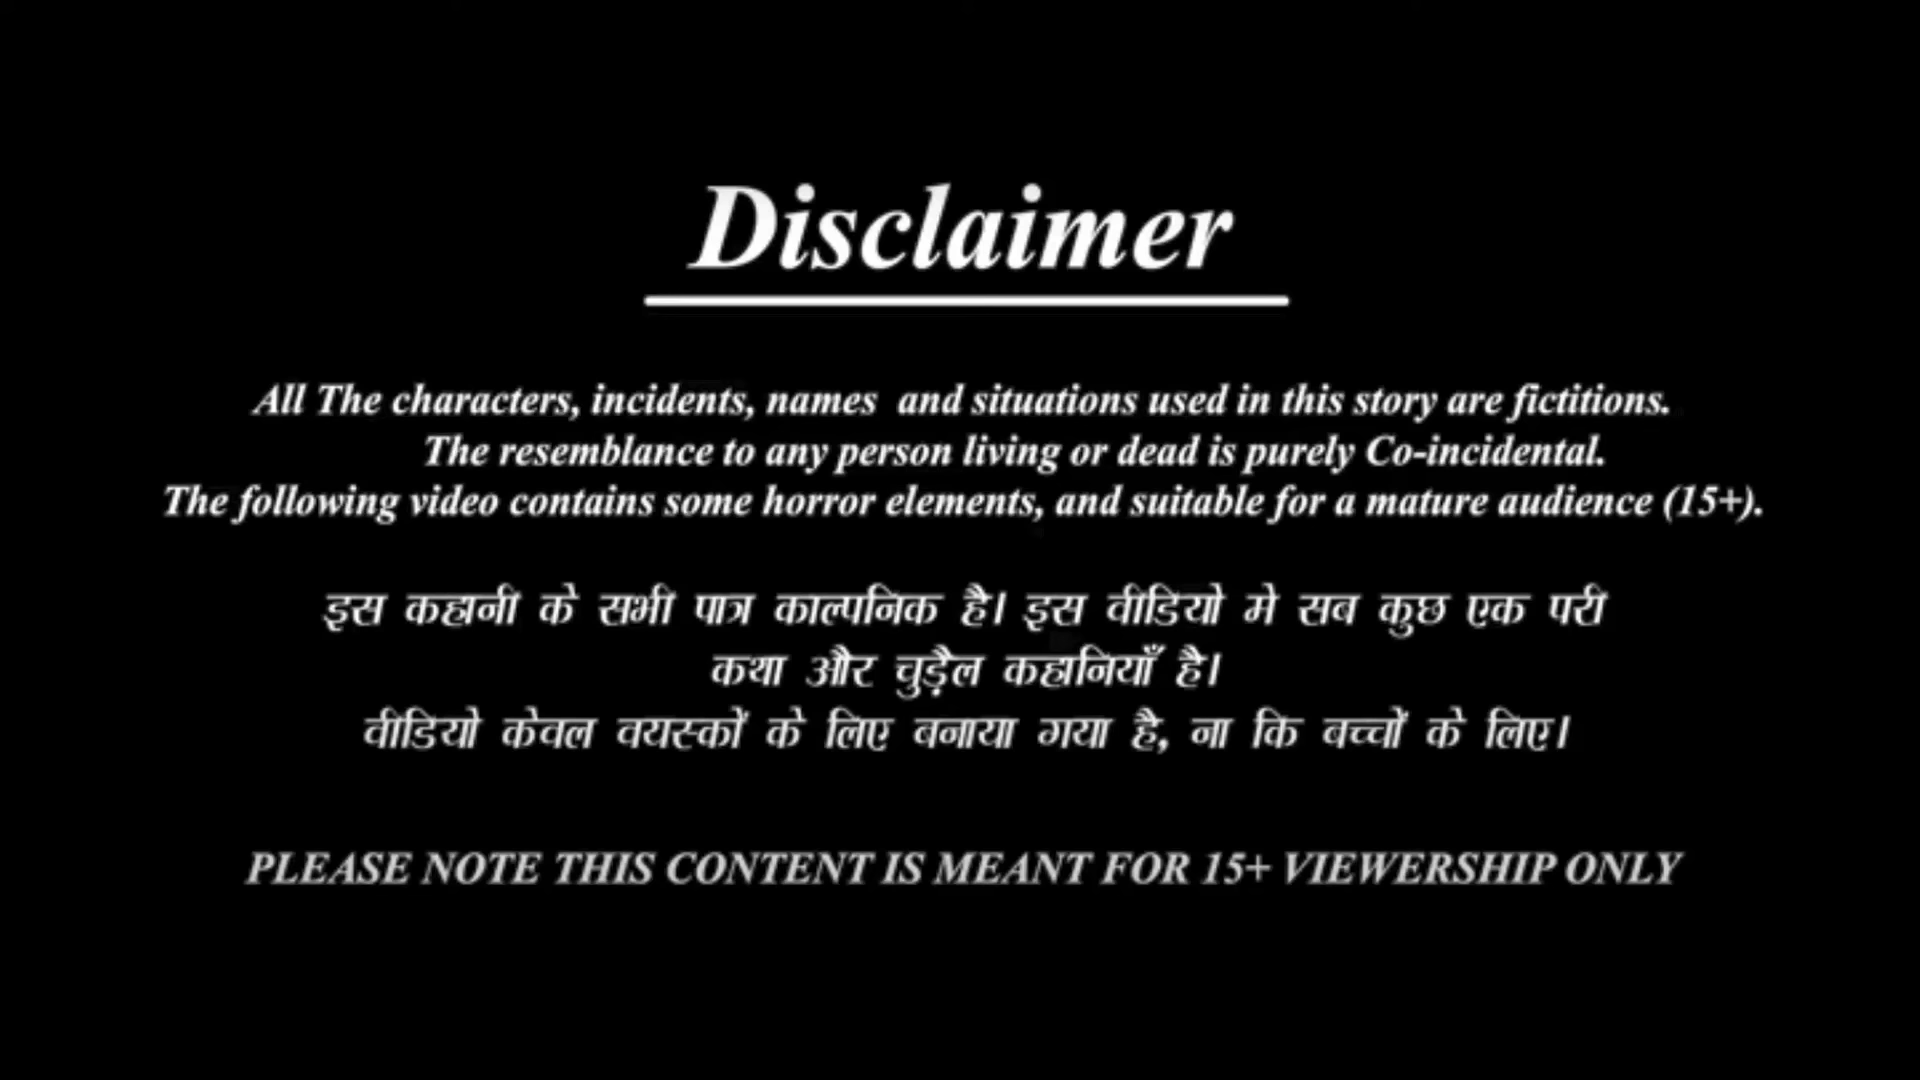 Disclaimer
All The characters, incidents, names and situations used in this story are fictitions.
The resemblance to any person living or dead is purely Co-incidental.
The following video contains some horror elements, and suitable for a mature audience (15+).
इस कहानी के सभी पात्र काल्पनिक है। इस वीडियो मे सब कुछ एक परी
कथा और चुड़ैल कहानियाँ है।
वीडियो केवल वयस्कों के लिए बनाया गया है, ना कि बच्चों के लिए।
PLEASE NOTE THIS CONTENT IS MEANT FOR 15+ VIEWERSHIP ONLY